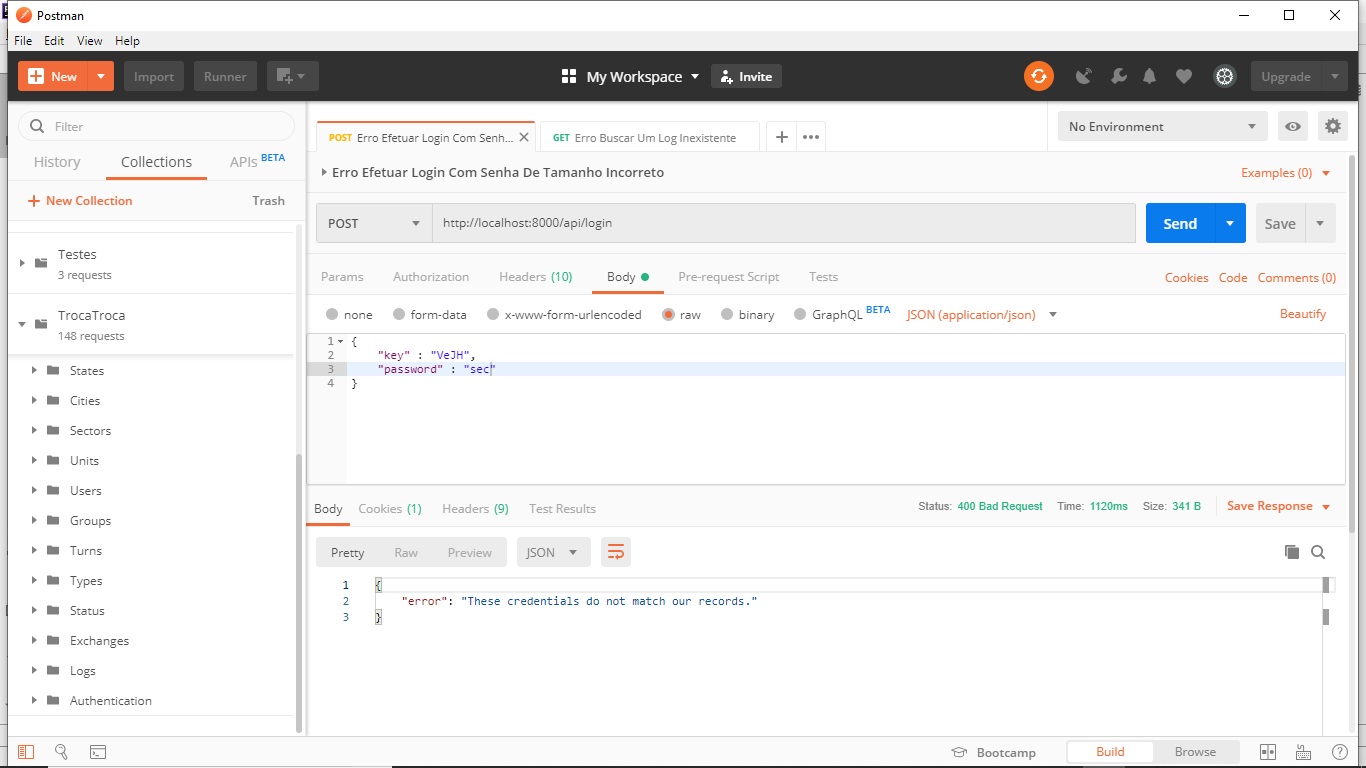 Postman
File Edit View Help
New Import Runner My Workspace Invite Upgrade
Filter
History Collections APIs BETA
New Collection Trash
Testes
3 requests
TrocaTroca
148 requests
States
Cities
Sectors
Units
Users
Groups
Turns
Types
Status
Exchanges
Logs
Authentication
POST Erro Efetuar Login Com Senh... GET Erro Buscar Um Log Inexistente
No Environment
Erro Efetuar Login Com Senha De Tamanho Incorreto Examples (0)
POST http://localhost:8000/api/login Send Save
Params Authorization Headers (10) Body Pre-request Script Tests Cookies Code Comments (0)
none form-data x-www-form-urlencoded raw binary GraphQL BETA JSON (application/json) Beautify
1 {
2 "key" : "VeJH",
3 "password" : "sec"
4 }
Body Cookies (1) Headers (9) Test Results Status: 400 Bad Request Time: 1120ms Size: 341 B Save Response
Pretty Raw Preview JSON
1 {
2 "error": "These credentials do not match our records."
3 }
Bootcamp Build Browse